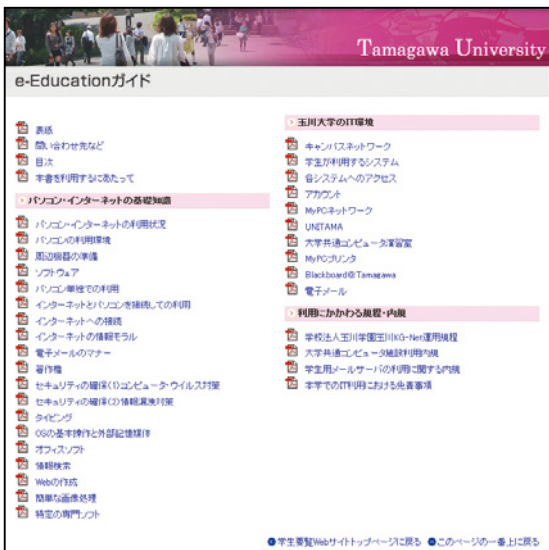 Tamagawa University
e-Educationガイド
表紙
問い合わせ先など
目次
本書を利用するにあたって
パソコン・インターネットの基礎知識
パソコン・インターネットの利用状況
パソコンの利用環境
周辺機器の準備
ソフトウェア
パソコン単独での利用
インターネットとパソコンを接続しての利用
インターネットへの接続
インターネットの情報モラル
電子メールのマナー
著作権
セキュリティの確保(1)コンピュータ・ウイルス対策
セキュリティの確保(2)情報漏洩対策
タイピング
OSの基本操作と外部記憶媒体
オフィスソフト
情報検索
Webの作成
簡単な画像処理
特定の専門ソフト
玉川大学のIT環境
キャンパスネットワーク
学生が利用するシステム
各システムへのアクセス
アカウント
MyPCネットワーク
UNITAMA
大学共通コンピュータ演習室
MyPCプリンタ
Blackboard@Tamagawa
電子メール
利用にかかわる規程・内規
学校法人玉川学園玉川KG-Net運用規程
大学共通コンピュータ施設利用内規
学生用メールサーバの利用に関する内規
本学でのIT利用における免責事項
学生要覧Webサイトトップページに戻る このページの一番上に戻る